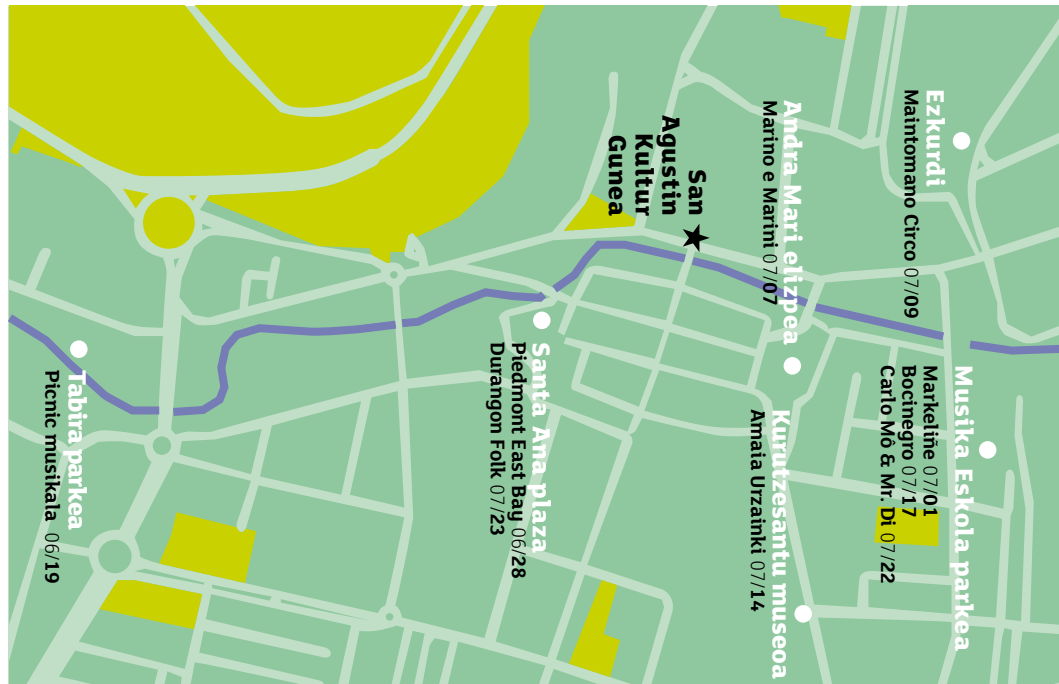 Ezkurdi
Maintomano Circo 07/09
Musika Eskola parkea
Markeliñe 07/01
Bocinegro 07/17
Carlo Mô & Mr. Di 07/22
Andra Mari elizpea
Marino e Marini 07/07
Kurutzesantu museoa
Amaia Urzainki 07/14
San
Agustin
Kultur
Gunea
Santa Ana plaza
Piedmont East Bay 06/28
Durangon Folk 07/23
Tabira parkea
Picnic musikala 06/19